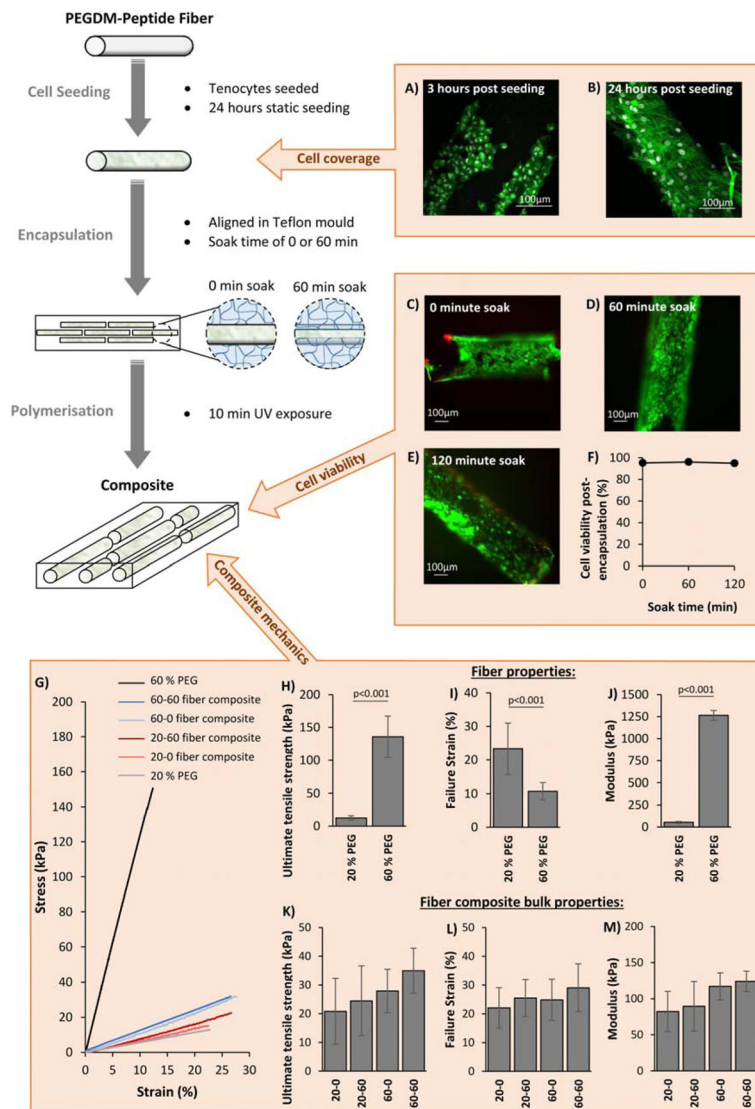 PEGDM-Peptide Fiber
Cell Seeding
• Tenocytes seeded
• 24 hours static seeding
Cell coverage
A)
3 hours post seeding
100µm
B)
24 hours post seeding
100µm
Encapsulation
• Aligned in Teflon mould
• Soak time of 0 or 60 min
0 min soak
60 min soak
Polymerisation
• 10 min UV exposure
Composite
Cell viability
C)
0 minute soak
100µm
D)
60 minute soak
100µm
E)
120 minute soak
100µm
F)
Cell viability post-
encapsulation (%)
100
80
60
40
20
0
0 60 120
Soak time (min)
Composite mechanics
G)
Stress (kPa)
200
180
160
140
120
100
80
60
40
20
0
0 5 10 15 20 25 30
Strain (%)
60 % PEG
60-60 fiber composite
60-0 fiber composite
20-60 fiber composite
20-0 fiber composite
20 % PEG
Fiber properties:
H)
Ultimate tensile strength (kPa)
200
150
100
50
0
p<0.001
20 % PEG
60 % PEG
I)
Failure Strain (%)
40
30
20
10
0
p<0.001
20 % PEG
60 % PEG
J)
Modulus (kPa)
1500
1250
1000
750
500
250
0
p<0.001
20 % PEG
60 % PEG
Fiber composite bulk properties:
K)
Ultimate tensile strength (kPa)
50
40
30
20
10
0
20-0
20-60
60-0
60-60
L)
Failure Strain (%)
50
40
30
20
10
0
20-0
20-60
60-0
60-60
M)
Modulus (kPa)
200
150
100
50
0
20-0
20-60
60-0
60-60